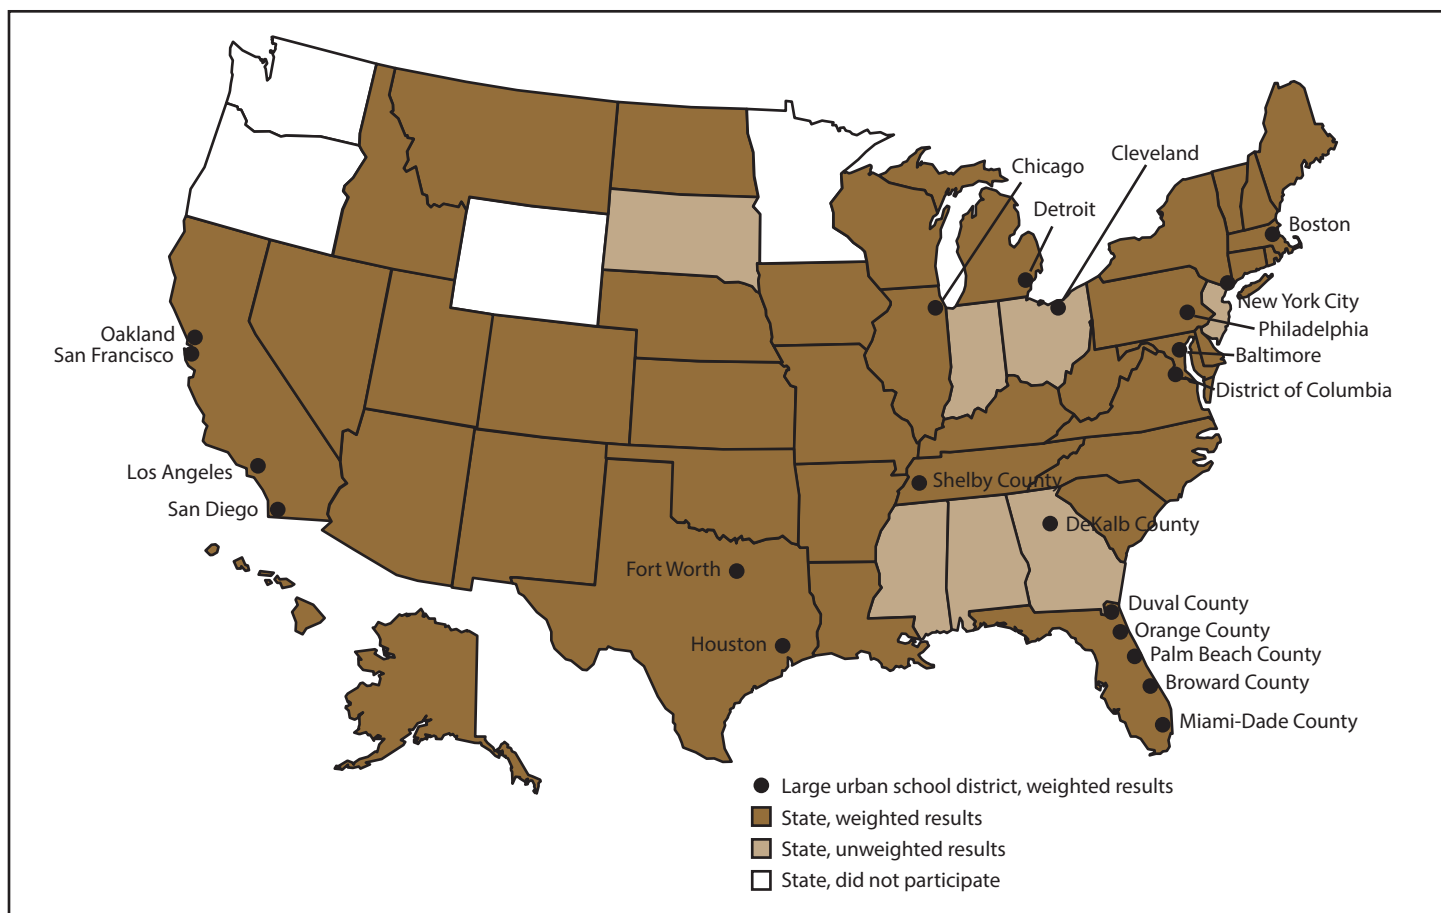 Cleveland
Chicago
Detroit
Boston
New York City
Philadelphia
Oakland
San Francisco
Baltimore
District of Columbia
Los Angeles
Shelby County
San Diego
DeKalb County
Fort Worth
Duval County
Orange County
Houston
Palm Beach County
Broward County
Miami-Dade County
Large urban school district, weighted results
State, weighted results
State, unweighted results
State, did not participate